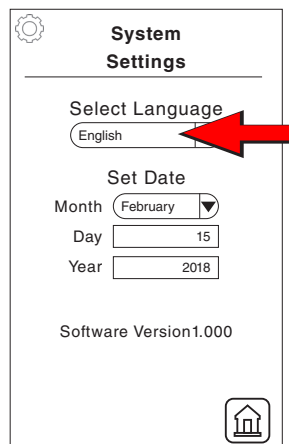 System
Settings
Select Language
English
Set Date
Month February
Day 15
Year 2018
Software Version1.000